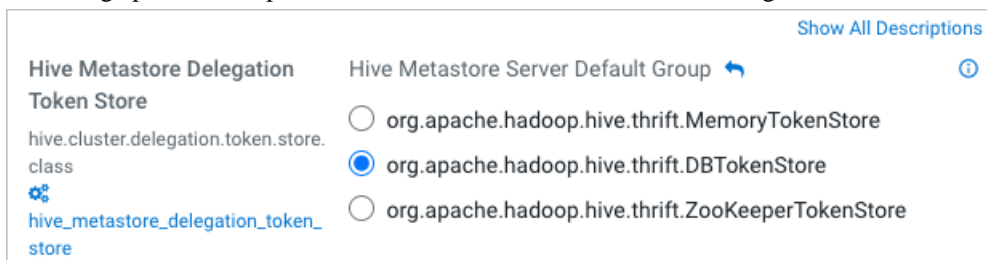 Show All Descriptions
Hive Metastore Delegation
Token Store
hive.cluster.delegation.token.store.
class
hive_metastore_delegation_token_
store
Hive Metastore Server Default Group
org.apache.hadoop.hive.thrift.MemoryTokenStore
org.apache.hadoop.hive.thrift.DBTokenStore
org.apache.hadoop.hive.thrift.ZooKeeperTokenStore